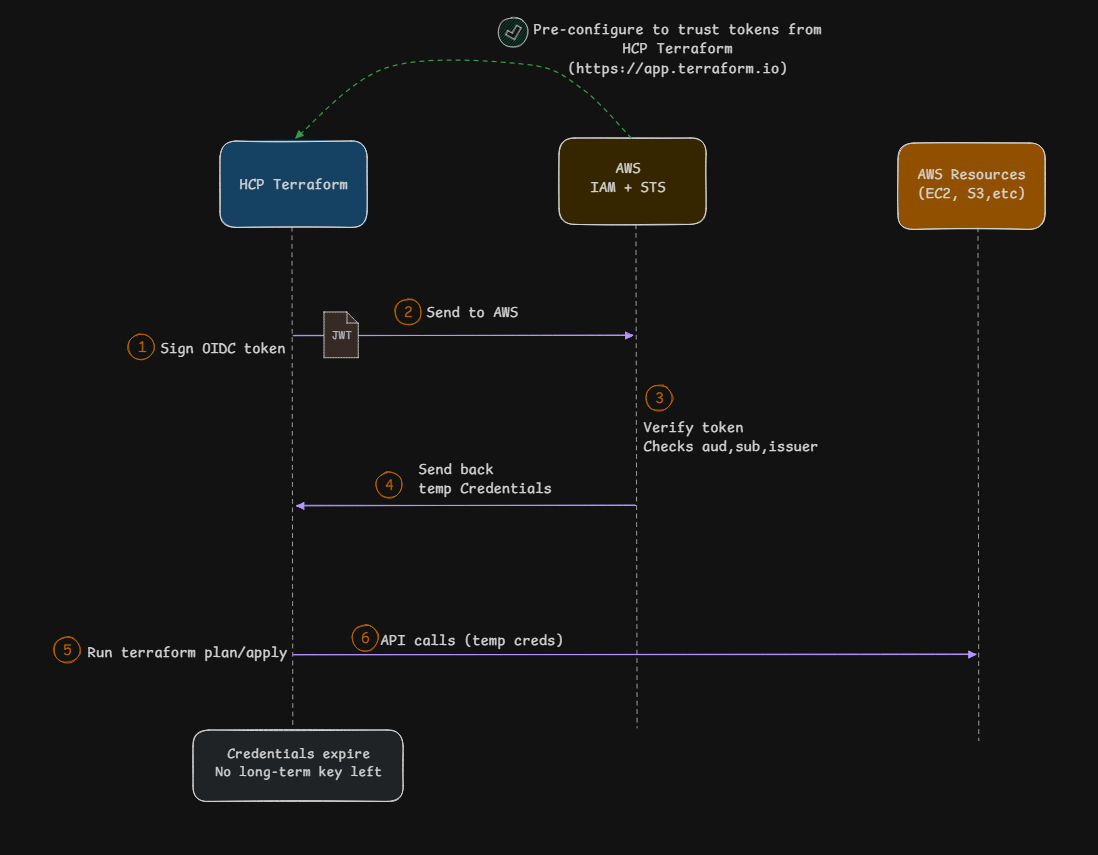 Pre-configure to trust tokens from
HCP Terraform
(https://app.terraform.io)
HCP Terraform
AWS
IAM + STS
AWS Resources
(EC2, S3,etc)
2 Send to AWS
JWT
1 Sign OIDC token
3
Verify token
Checks aud,sub,issuer
4 Send back
temp Credentials
6 API calls (temp creds)
5 Run terraform plan/apply
Credentials expire
No long-term key left